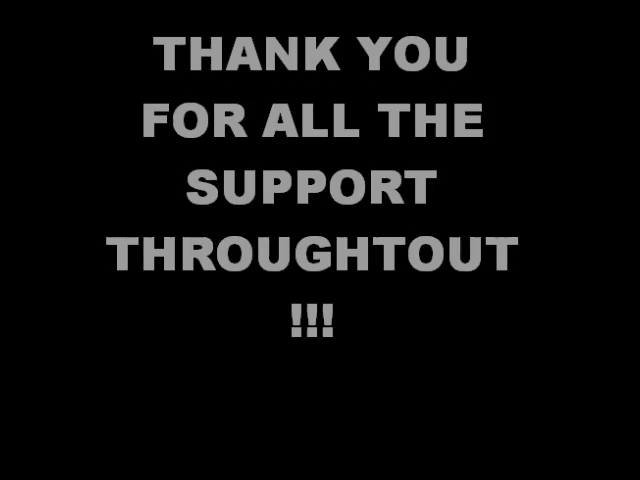 THANK YOU
FOR ALL THE
SUPPORT
THROUGHTOUT
!!!